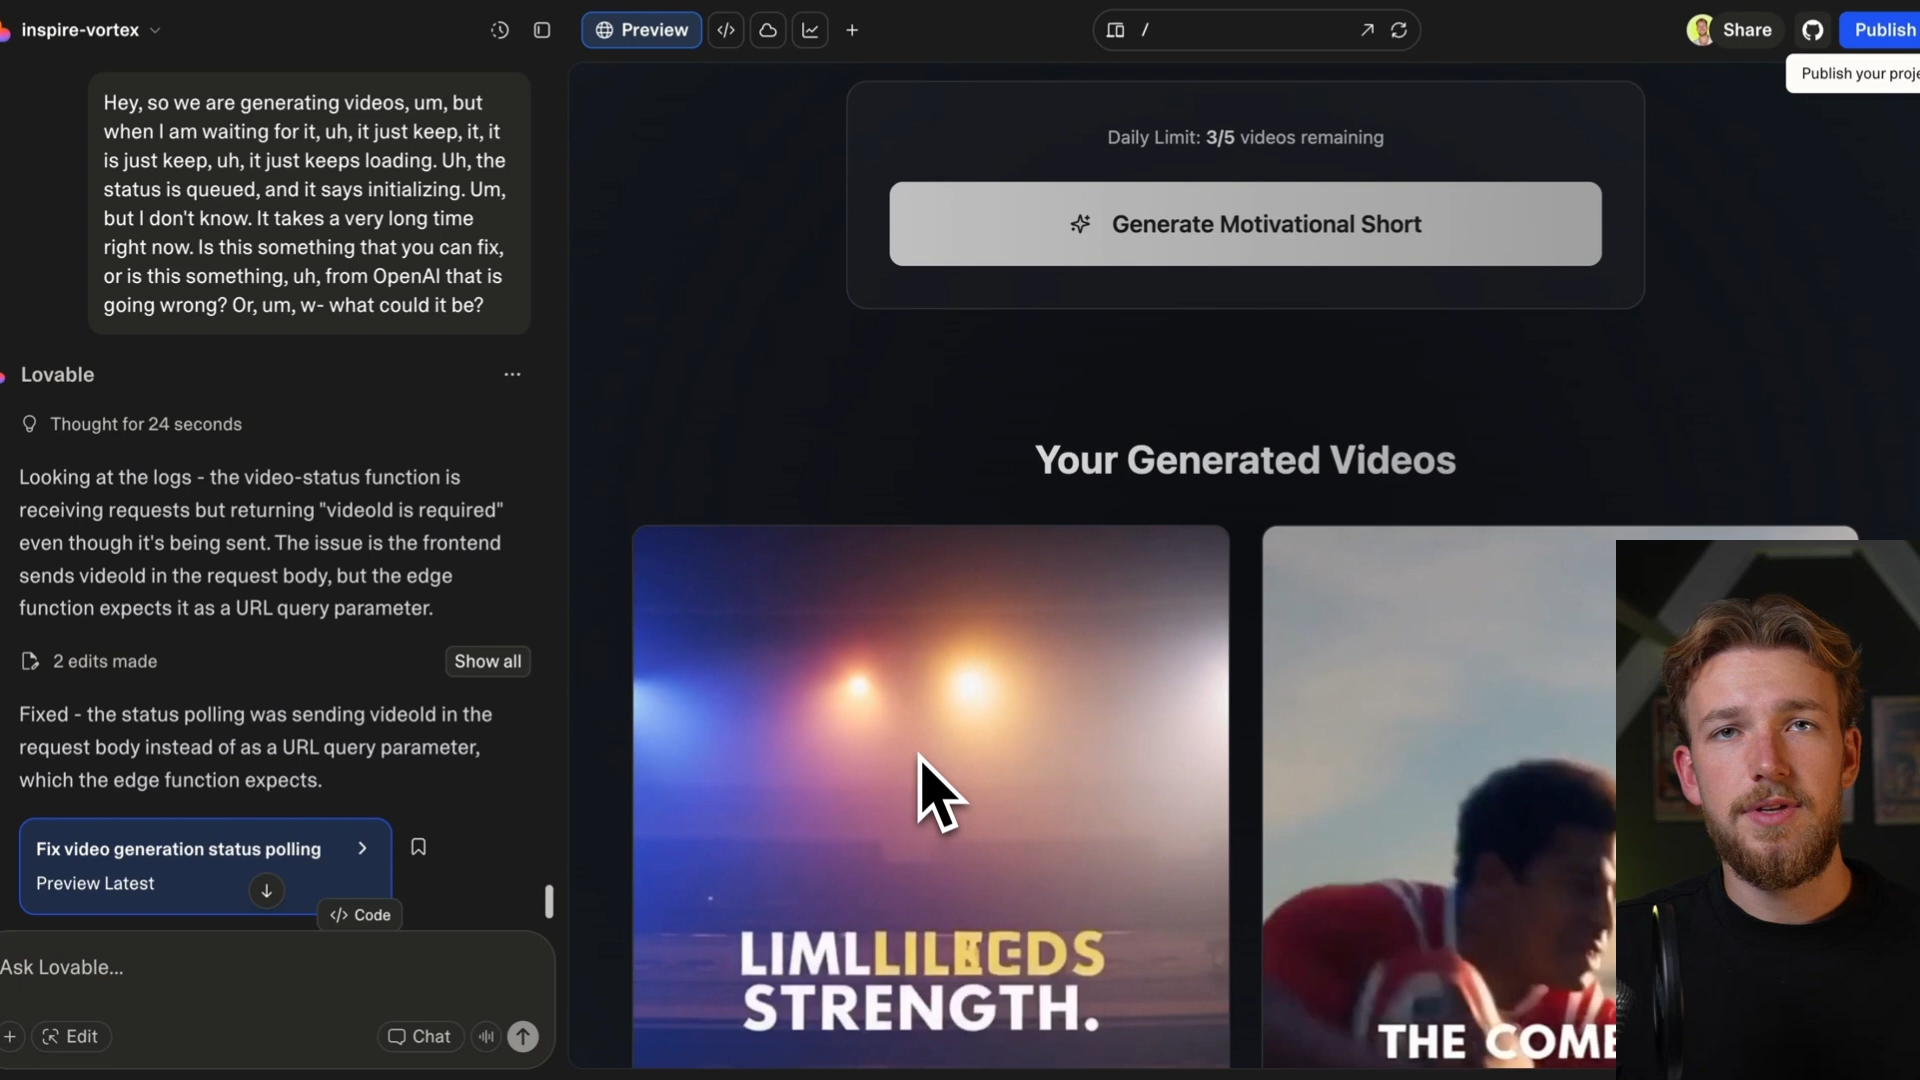 inspire-vortex
Preview
/
Share
Publish
Publish your proje
Hey, so we are generating videos, um, but
when I am waiting for it, uh, it just keep, it, it
is just keep, uh, it just keeps loading. Uh, the
status is queued, and it says initializing. Um,
but I don't know. It takes a very long time
right now. Is this something that you can fix,
or is this something, uh, from OpenAI that is
going wrong? Or, um, w- what could it be?
Lovable
Thought for 24 seconds
Looking at the logs - the video-status function is
receiving requests but returning "videoId is required"
even though it's being sent. The issue is the frontend
sends videoId in the request body, but the edge
function expects it as a URL query parameter.
2 edits made
Show all
Fixed - the status polling was sending videoId in the
request body instead of as a URL query parameter,
which the edge function expects.
Fix video generation status polling
Preview Latest
Code
Ask Lovable...
Edit
Chat
Daily Limit: 3/5 videos remaining
Generate Motivational Short
Your Generated Videos
STRENGTH.
THE COME